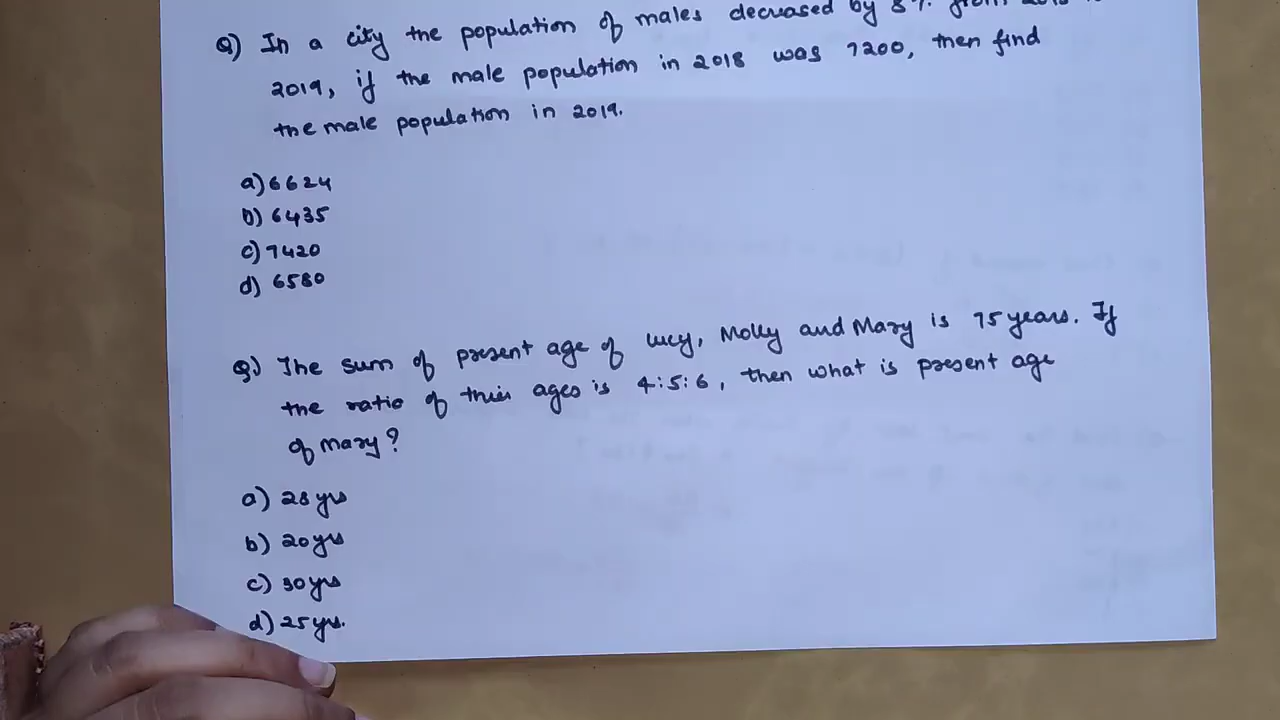 Q) In a city the population of males decreased by 8% from
2019, if the male population in 2018 was 7200, then find
the male population in 2019.
a) 6624
b) 6435
c) 7420
d) 6580
Q) The sum of present age of Lucy, Molly and Mary is 75 years. If
the ratio of their ages is 4:5:6, then what is present age
of Mary?
a) 28 yrs
b) 20 yrs
c) 30 yrs
d) 25 yrs.